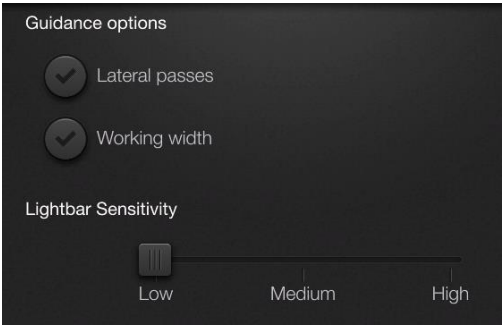 Guidance options
Lateral passes
Working width
Lightbar Sensitivity
Low Medium High